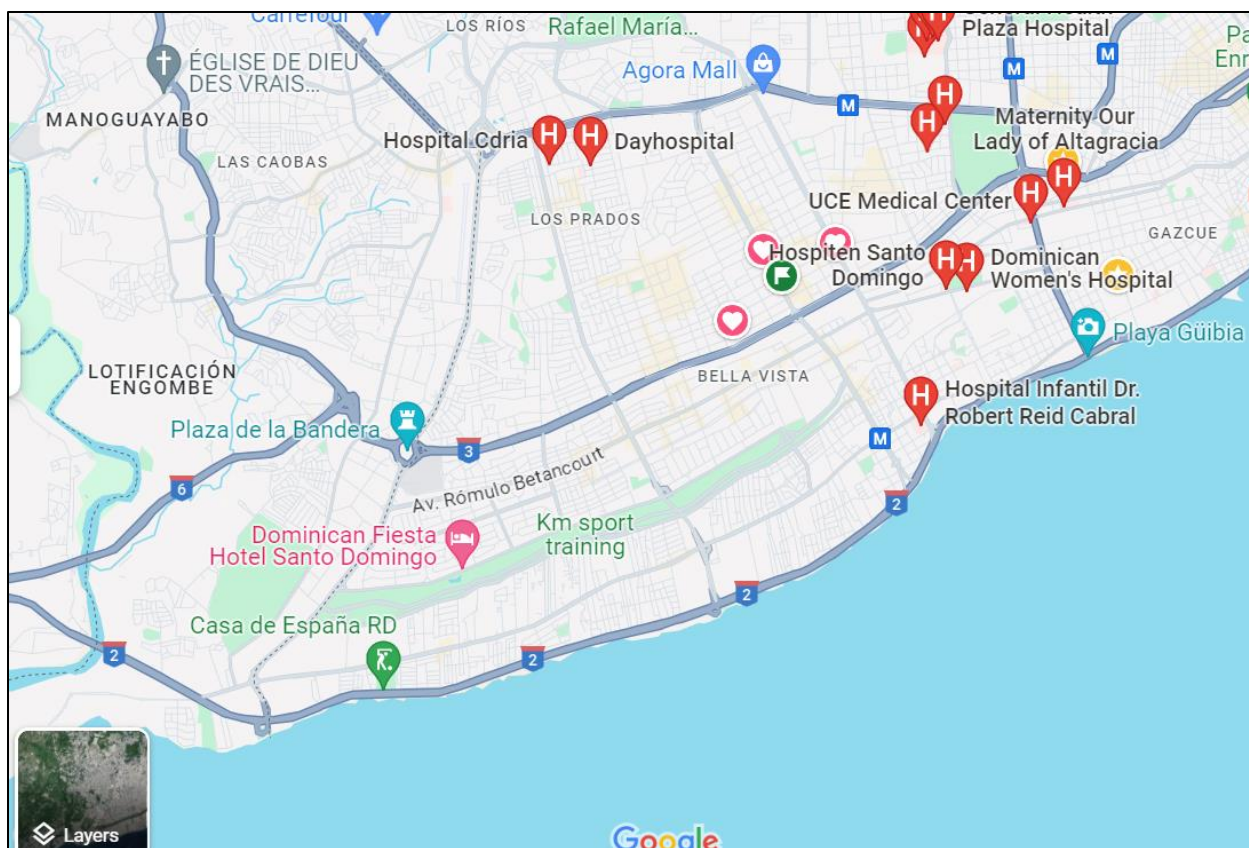 Carrefour
LOS RÍOS
Rafael María...
Plaza Hospital
ÉGLISE DE DIEU
DES VRAIS...
Agora Mall
M
M
M
MANOGUAYABO
H
H
H
H
Hospital Cdria
H
H
Dayhospital
Maternity Our
Lady of Altagracia
LAS CAOBAS
UCE Medical Center
H
H
LOS PRADOS
GAZCUE
Hospiten Santo
Domingo
H
H
Dominican
Women's Hospital
Playa Güibia
LOTIFICACIÓN
ENGOMBE
BELLA VISTA
H
Hospital Infantil Dr.
Robert Reid Cabral
Plaza de la Bandera
M
3
6
Av. Rómulo Betancourt
2
Km sport
training
Dominican Fiesta
Hotel Santo Domingo
2
Casa de España RD
2
2
Layers
Google